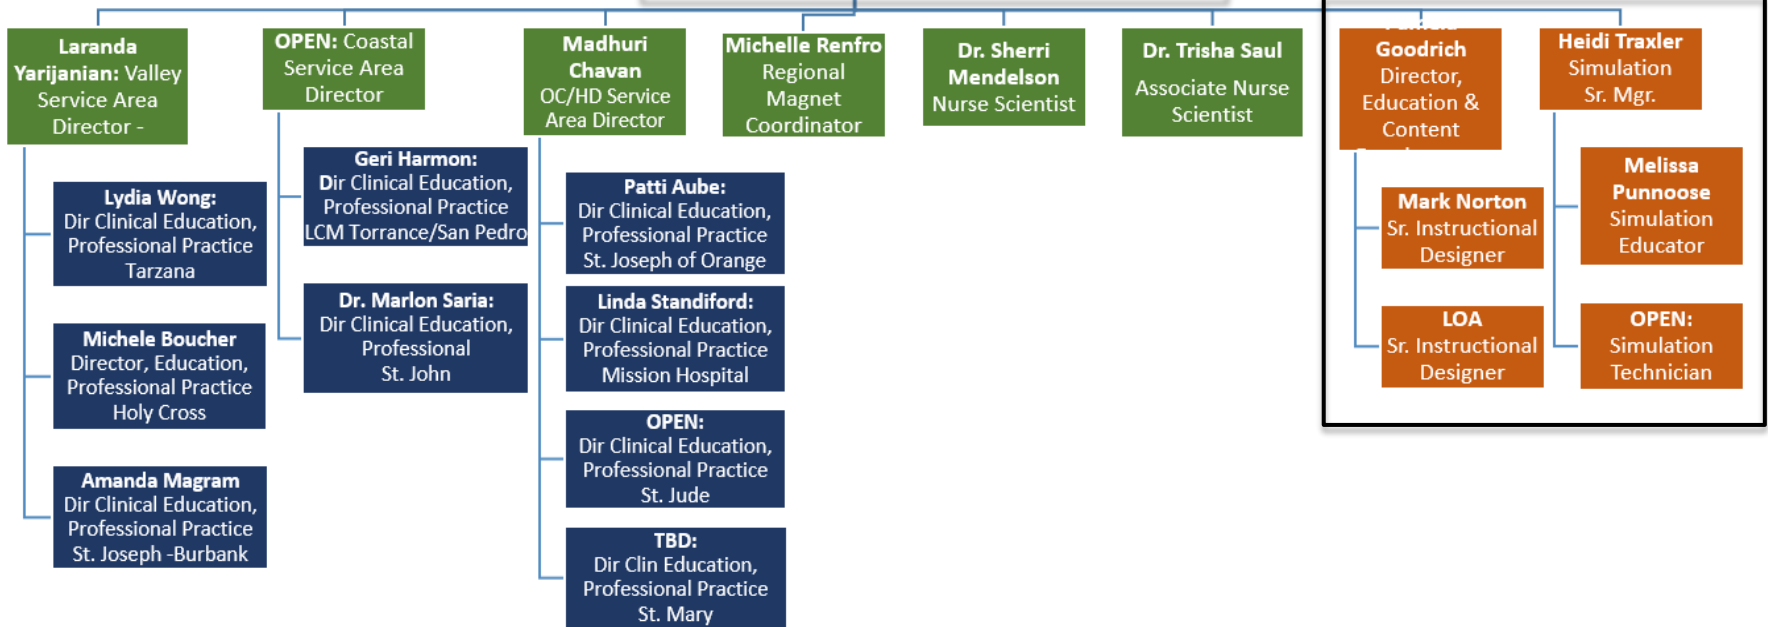 Laranda
Yarijanian: Valley
Service Area
Director -
Lydia Wong:
Dir Clinical Education,
Professional Practice
Tarzana
Michele Boucher
Director, Education,
Professional Practice
Holy Cross
Amanda Magram
Dir Clinical Education,
Professional Practice
St. Joseph -Burbank
OPEN: Coastal
Service Area
Director
Geri Harmon:
Dir Clinical Education,
Professional Practice
LCM Torrance/San Pedro
Dr. Marlon Saria:
Dir Clinical Education,
Professional
St. John
Madhuri
Chavan
OC/HD Service
Area Director
Patti Aube:
Dir Clinical Education,
Professional Practice
St. Joseph of Orange
Linda Standiford:
Dir Clinical Education,
Professional Practice
Mission Hospital
OPEN:
Dir Clinical Education,
Professional Practice
St. Jude
TBD:
Dir Clin Education,
Professional Practice
St. Mary
Michelle Renfro
Regional
Magnet
Coordinator
Dr. Sherri
Mendelson
Nurse Scientist
Dr. Trisha Saul
Associate Nurse
Scientist
Goodrich
Director,
Education &
Content
Mark Norton
Sr. Instructional
Designer
LOA
Sr. Instructional
Designer
Heidi Traxler
Simulation
Sr. Mgr.
Melissa
Punnoose
Simulation
Educator
OPEN:
Simulation
Technician